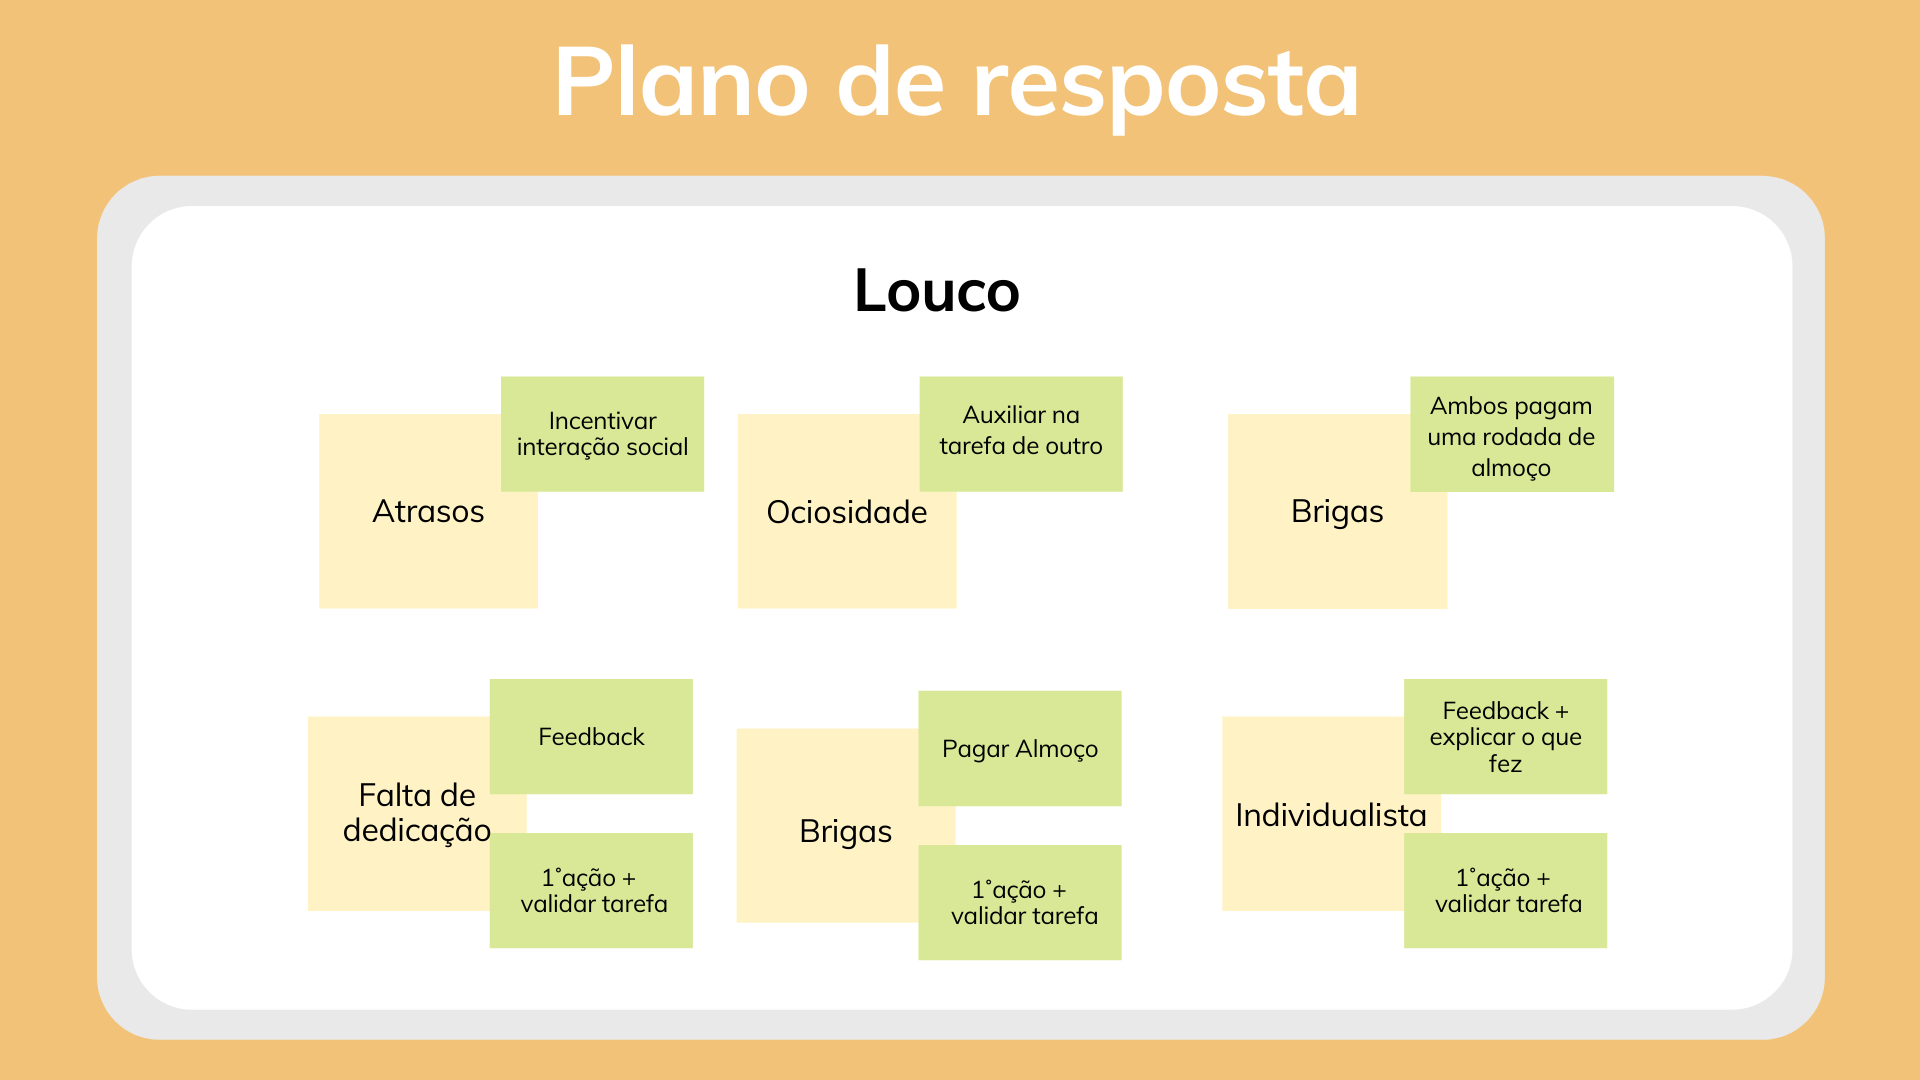 Plano de resposta
Louco
Incentivar
interação social
Atrasos
Auxiliar na
tarefa de outro
Ociosidade
Ambos pagam
uma rodada de
almoço
Brigas
Feedback
Falta de
dedicação
1˚ação +
validar tarefa
Pagar Almoço
Brigas
1˚ação +
validar tarefa
Feedback +
explicar o que
fez
Individualista
1˚ação +
validar tarefa